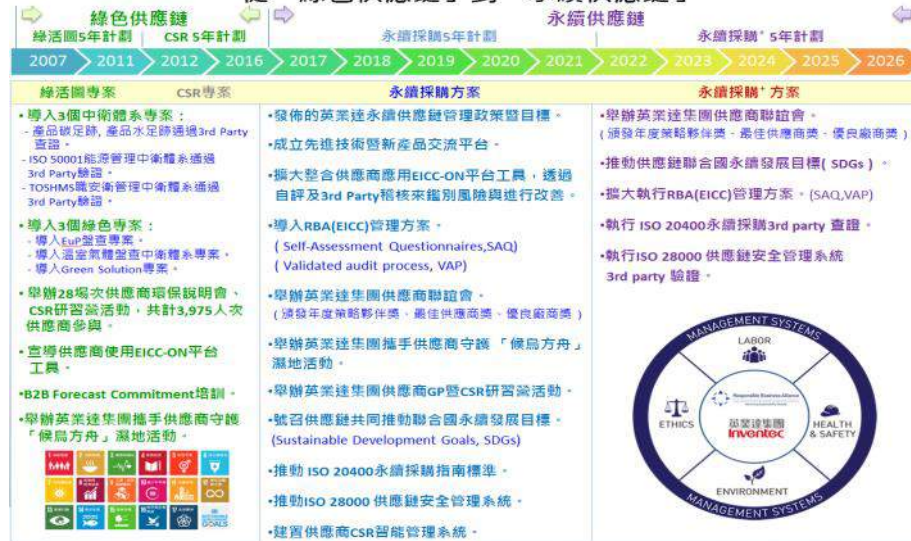 從「綠色供應鏈」到「永續供應鏈」
綠色供應鏈
永續供應鏈
綠活圖5年計劃
CSR 5年計劃
永續採購5年計劃
永續採購⁺ 5年計劃
2007
2011
2012
2016
2017
2018
2019
2020
2021
2022
2023
2024
2025
2026
綠活圖專案
CSR專案
永續採購方案
永續採購⁺ 方案
•導入3個中衛體系專案：
- 產品碳足跡, 產品水足跡通過3rd Party
查證。
- ISO 50001能源管理中衛體系通過
3rd Party驗證。
- TOSHMS職安衛管理中衛體系通過
3rd Party驗證。
•導入3個綠色專案：
- 導入EuP盤查專案。
- 導入溫室氣體盤查中衛體系專案。
- 導入Green Solution專案。
•舉辦28場次供應商環保說明會、
CSR研習營活動，共計3,975人次
供應商參與。
•宣導供應商使用EICC-ON平台
工具。
•B2B Forecast Commitment培訓。
•舉辦英業達集團攜手供應商守護
「候鳥方舟」濕地活動。
•發佈的英業達永續供應鏈管理政策暨目標。
•成立先進技術暨新產品交流平台。
•擴大整合供應商應用EICC-ON平台工具，透過
自評及3rd Party稽核來鑑別風險與進行改善。
•導入RBA(EICC)管理方案。
( Self-Assessment Questionnaires,SAQ)
( Validated audit process, VAP)
•舉辦英業達集團供應商聯誼會。
( 頒發年度策略夥伴獎、最佳供應商獎、優良廠商獎 )
•舉辦英業達集團攜手供應商守護 「候鳥方舟」
濕地活動。
•舉辦英業達集團供應商GP暨CSR研習營活動。
•號召供應鏈共同推動聯合國永續發展目標。
(Sustainable Development Goals, SDGs)
•推動 ISO 20400永續採購指南標準。
•推動ISO 28000 供應鏈安全管理系統。
•建置供應商CSR智能管理系統。
•舉辦英業達集團供應商聯誼會。
( 頒發年度策略夥伴獎、最佳供應商獎、優良廠商獎 )
•推動供應鏈聯合國永續發展目標( SDGs )。
•擴大執行RBA(EICC)管理方案。(SAQ,VAP)
•執行 ISO 20400永續採購3rd party 查證。
•執行ISO 28000 供應鏈安全管理系統
3rd party 驗證。
MANAGEMENT SYSTEMS
LABOR
ETHICS
Responsible Business Alliance
英業達集團
Inventec
HEALTH
& SAFETY
ENVIRONMENT
MANAGEMENT SYSTEMS
GOALS